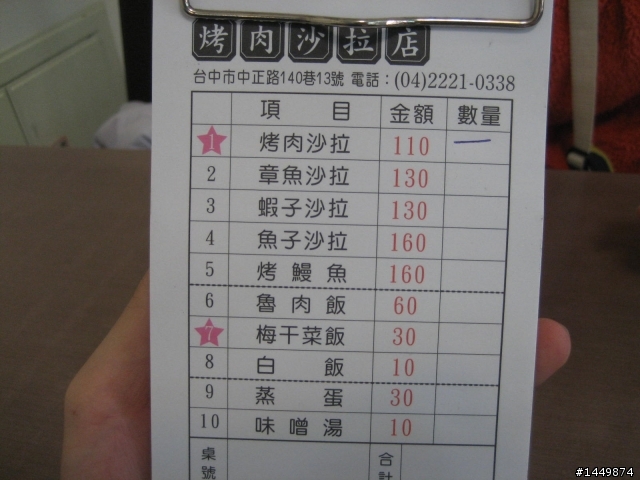 烤肉沙拉店
台中市中正路140巷13號 電話：(04)2221-0338
項 目 金額 數量
1 烤肉沙拉 110 一
2 章魚沙拉 130
3 蝦子沙拉 130
4 魚子沙拉 160
5 烤鰻魚 160
6 魯肉飯 60
7 梅干菜飯 30
8 白飯 10
9 蒸蛋 30
10 味噌湯 10
桌號 合計
#1449874